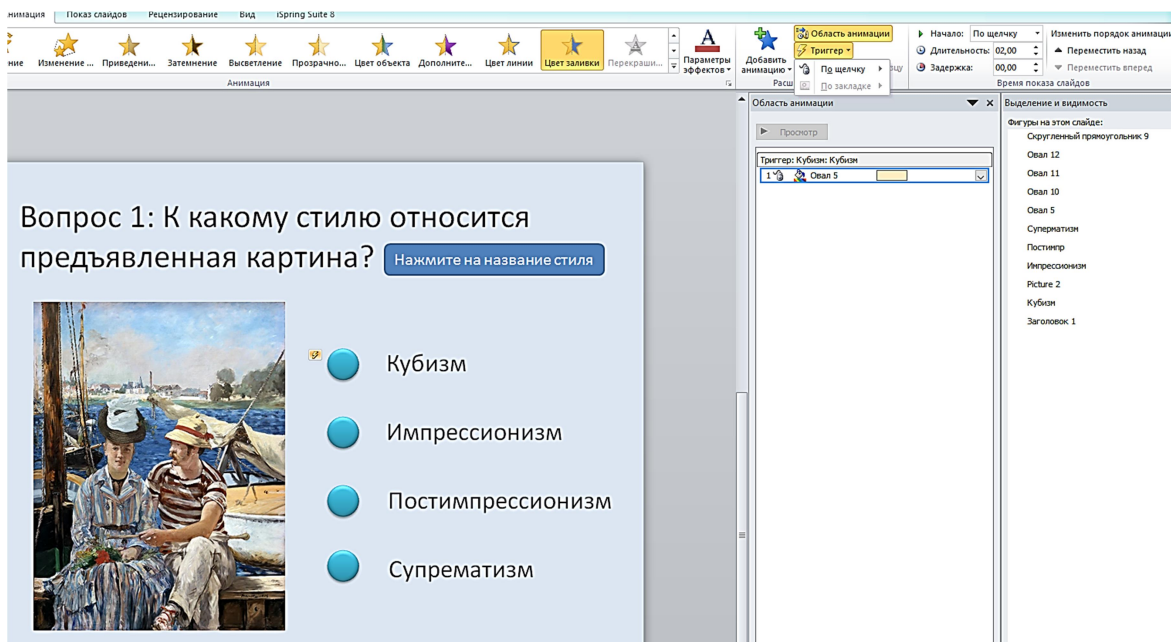 нимация Показ слайдов Рецензирование Вид iSpring Suite 8
ние Изменение ... Приведени... Затемнение Высветление Прозрачно... Цвет объекта Дополните... Цвет линии Цвет заливки Перекраши... Параметры эффектов
Анимация
Добавить анимацию
Область анимации
Триггер
По щелчку
По закладке
Расш
Начало: По щелчку
Длительность: 02,00
Задержка: 00,00
Изменить порядок анимации
Переместить назад
Переместить вперед
Время показа слайдов
Вопрос 1: К какому стилю относится
предъявленная картина? Нажмите на название стиля
Кубизм
Импрессионизм
Постимпрессионизм
Супрематизм
Область анимации
Просмотр
Триггер: Кубизм: Кубизм
1 Овал 5
Выделение и видимость
Фигуры на этом слайде:
Скругленный прямоугольник 9
Овал 12
Овал 11
Овал 10
Овал 5
Суперматизм
Постимпр
Импрессионизм
Picture 2
Кубизм
Заголовок 1